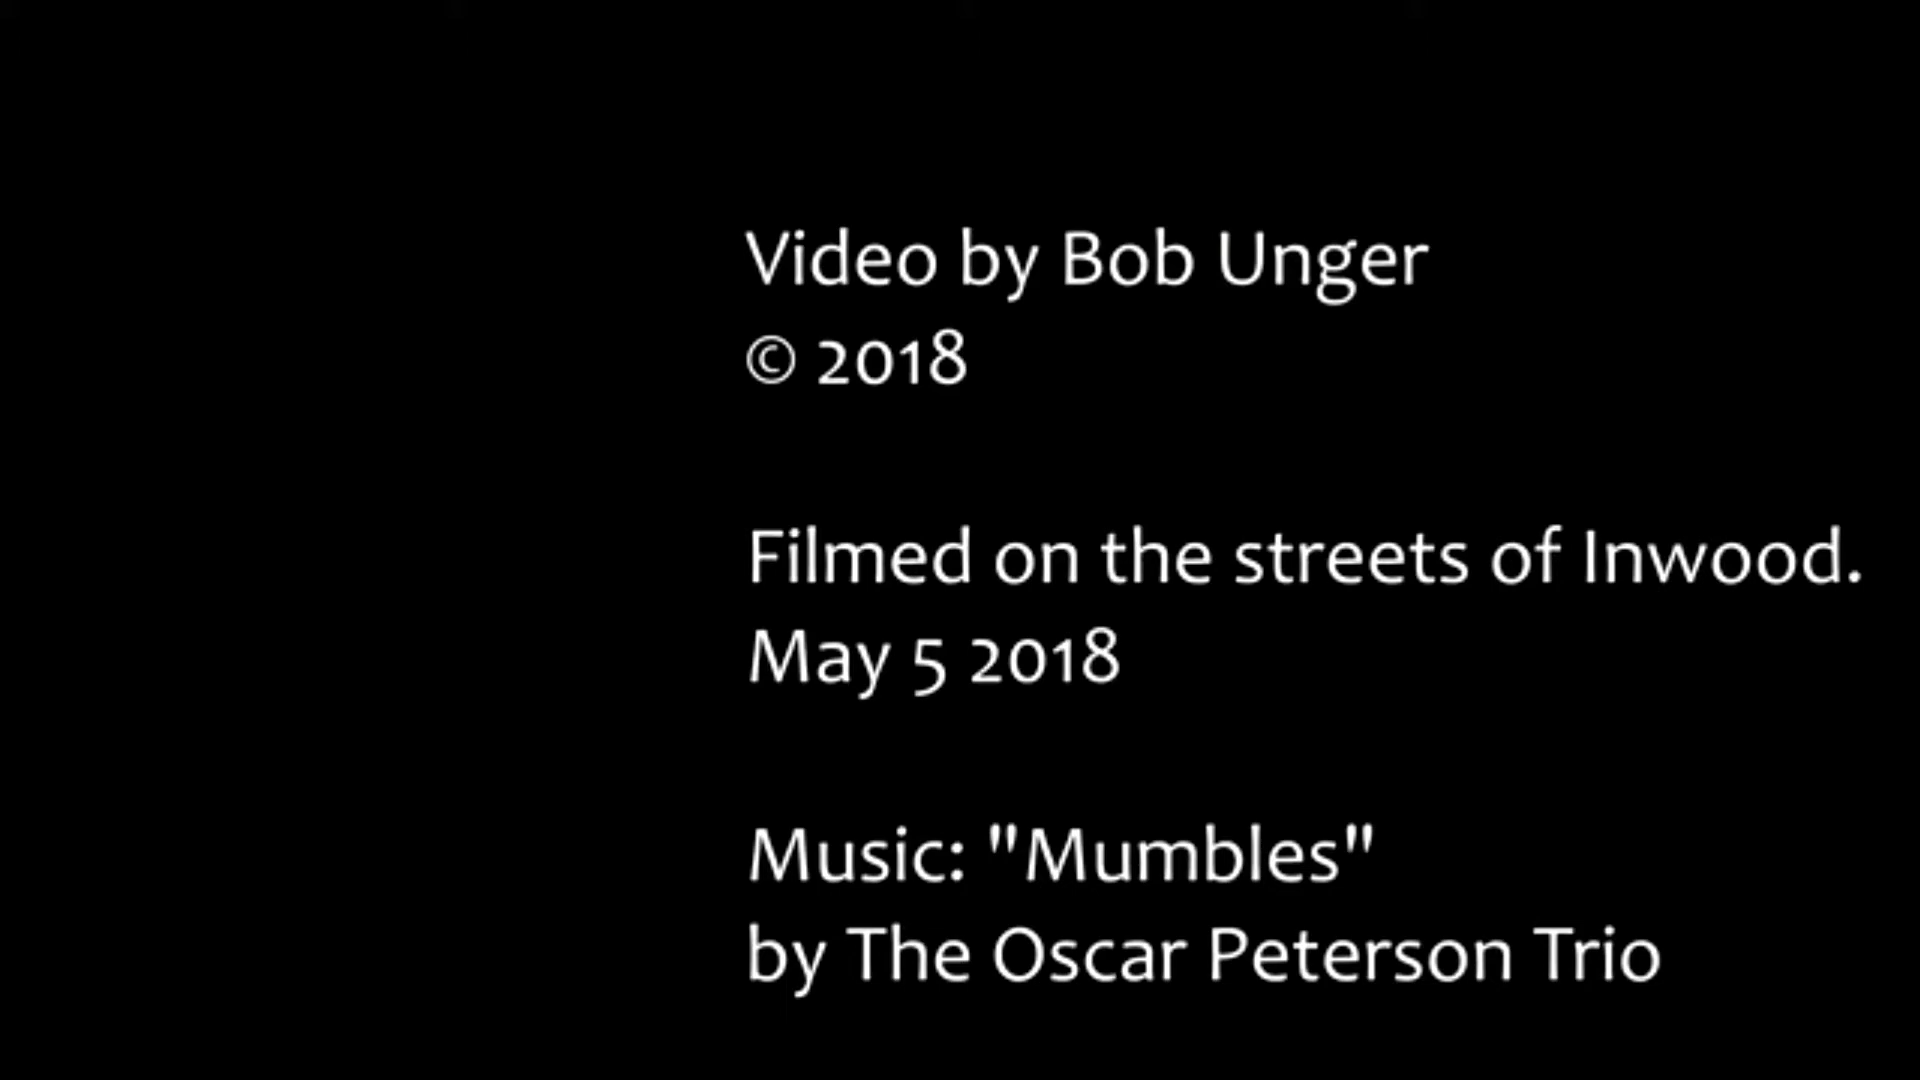 Video by Bob Unger
© 2018
Filmed on the streets of Inwood.
May 5 2018
Music: "Mumbles"
by The Oscar Peterson Trio